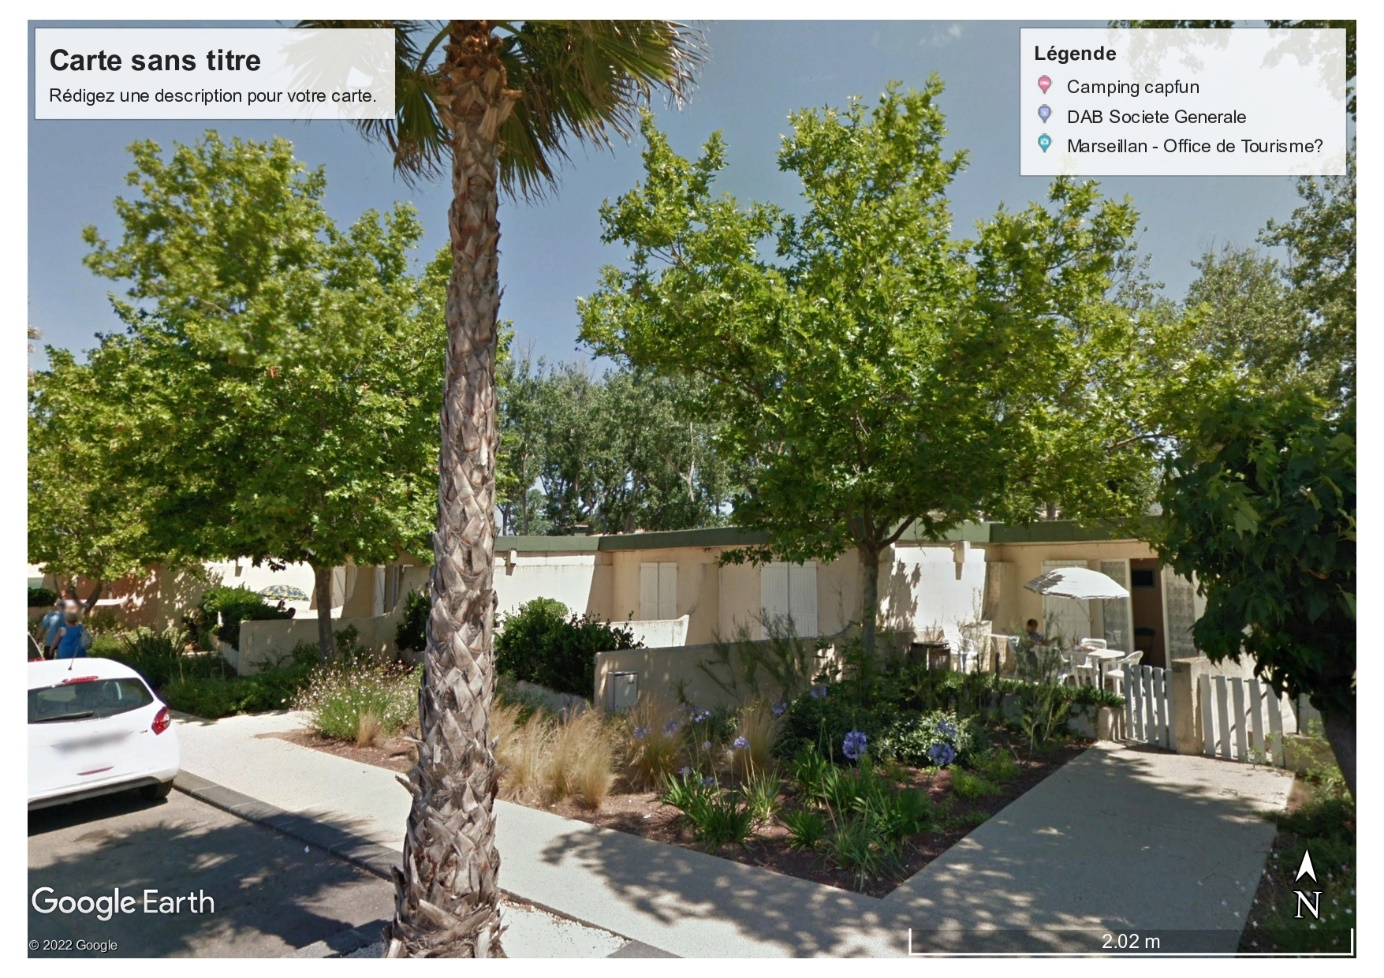 Carte sans titre
Rédigez une description pour votre carte.
Légende
Camping capfun
DAB Societe Generale
Marseillan - Office de Tourisme?
Google Earth
© 2022 Google
N
2.02 m